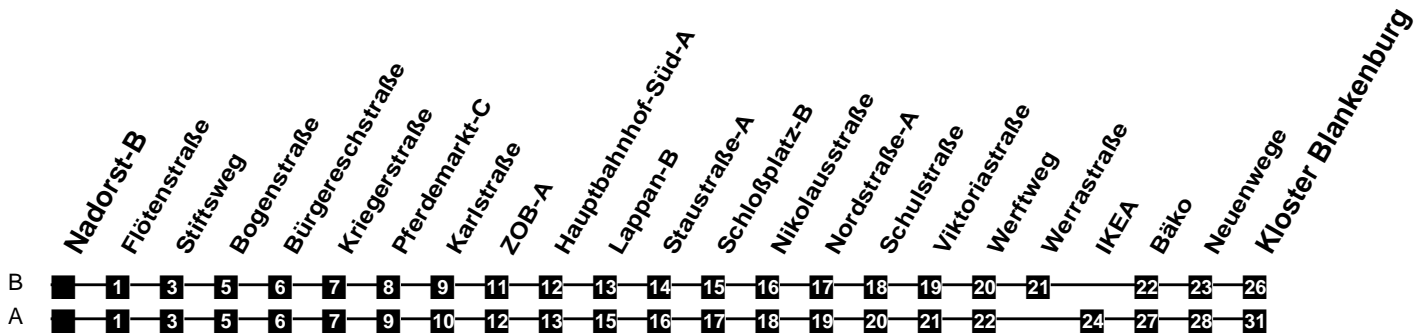 Nadorst-B
Flötenstraße
Stiftsweg
Bogenstraße
Bürgereschstraße
Kriegerstraße
Pferdemarkt-C
Karlstraße
ZOB-A
Hauptbahnhof-Süd-A
Lappan-B
Staustraße-A
Schloßplatz-B
Nikolausstraße
Nordstraße-A
Schulstraße
Viktoriastraße
Werftweg
Werrastraße
IKEA
Bäko
Neuenwege
Kloster Blankenburg
B 1 3 5 6 7 8 9 11 12 13 14 15 16 17 18 19 20 21 22 23 26
A 1 3 5 6 7 9 10 12 13 15 16 17 18 19 20 21 22 24 27 28 31